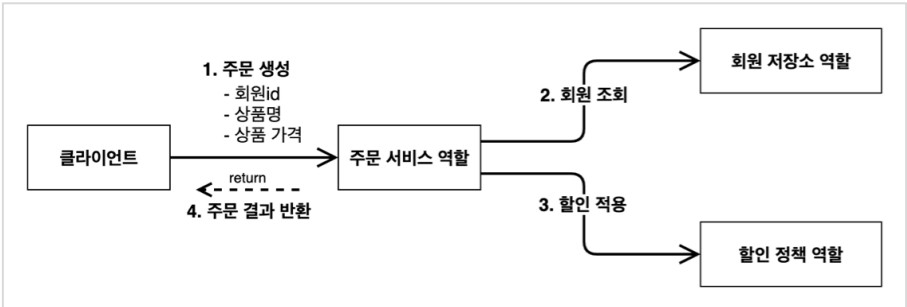 1. 주문 생성
- 회원id
- 상품명
- 상품 가격
클라이언트
주문 서비스 역할
return
4. 주문 결과 반환
2. 회원 조회
회원 저장소 역할
3. 할인 적용
할인 정책 역할